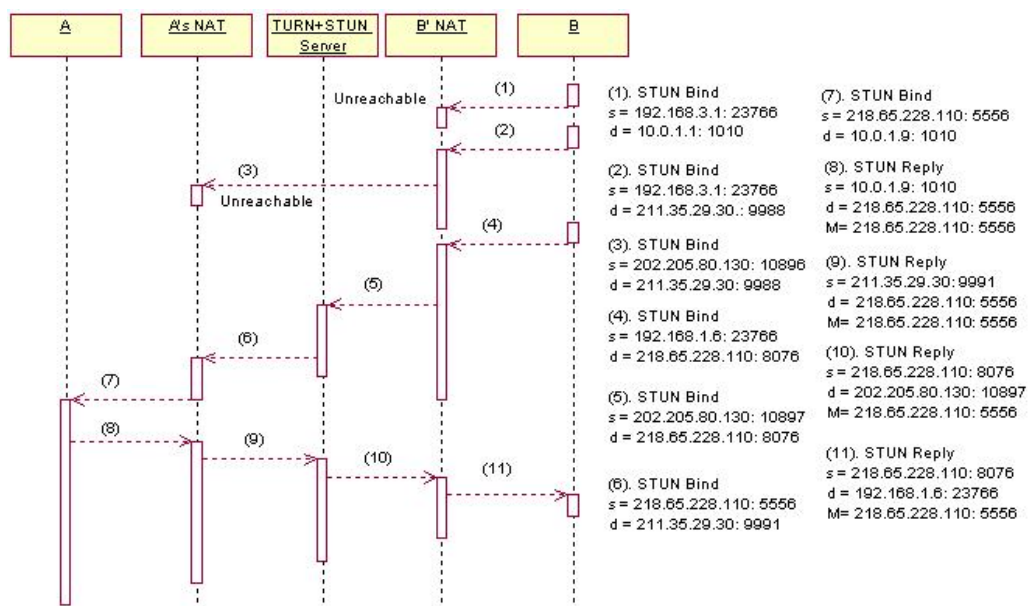 A
A's NAT
TURN+STUN
Server
B' NAT
B
Unreachable
(1)
(2)
(3)
Unreachable
(4)
(5)
(6)
(7)
(8)
(9)
(10)
(11)
(1). STUN Bind
s = 192.168.3.1: 23766
d = 10.0.1.1: 1010
(2). STUN Bind
s = 192.168.3.1: 23766
d = 211.35.29.30.: 9988
(3). STUN Bind
s = 202.205.80.130: 10896
d = 211.35.29.30: 9988
(4). STUN Bind
s = 192.168.1.6: 23766
d = 218.65.228.110: 8076
(5). STUN Bind
s = 202.205.80.130: 10897
d = 218.65.228.110: 8076
(6). STUN Bind
s = 218.65.228.110: 5556
d = 211.35.29.30: 9991
(7). STUN Bind
s = 218.65.228.110: 5556
d = 10.0.1.9: 1010
(8). STUN Reply
s = 10.0.1.9: 1010
d = 218.65.228.110: 5556
M= 218.65.228.110: 5556
(9). STUN Reply
s = 211.35.29.30: 9991
d = 218.65.228.110: 5556
M= 218.65.228.110: 5556
(10). STUN Reply
s = 218.65.228.110: 8076
d = 202.205.80.130: 10897
M= 218.65.228.110: 5556
(11). STUN Reply
s = 218.65.228.110: 8076
d = 192.168.1.6: 23766
M= 218.65.228.110: 5556